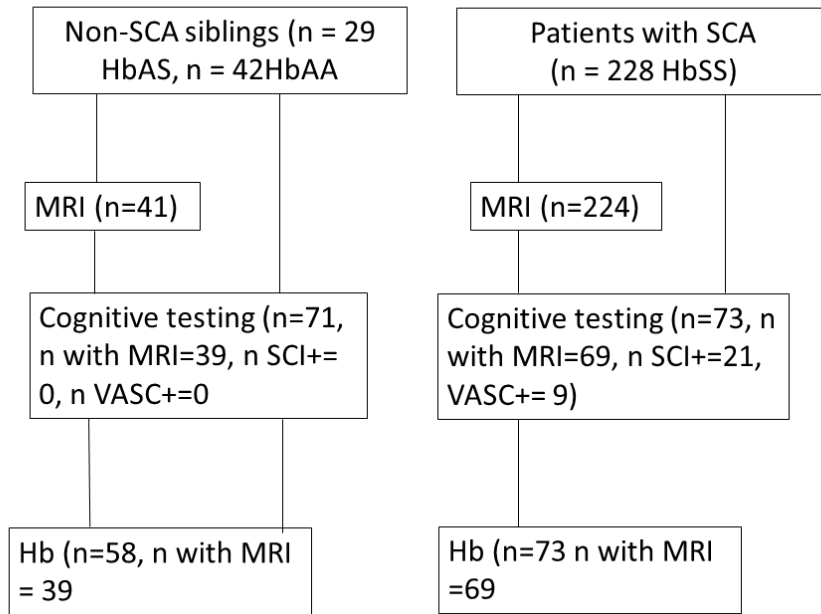 Non-SCA siblings (n = 29
HbAS, n = 42HbAA
Patients with SCA
(n = 228 HbSS)
MRI (n=41)
MRI (n=224)
Cognitive testing (n=71,
n with MRI=39, n SCI+=
0, n VASC+=0
Cognitive testing (n=73, n
with MRI=69, n SCI+=21,
VASC+= 9)
Hb (n=58, n with MRI
= 39
Hb (n=73 n with MRI
=69